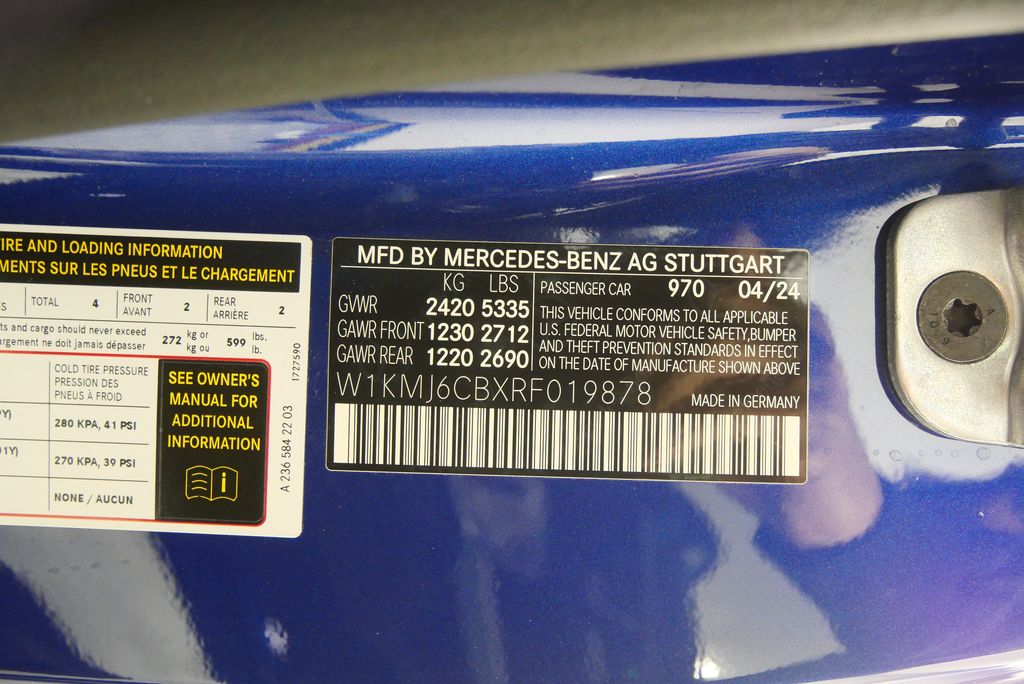 TIRE AND LOADING INFORMATION
SUR LES PNEUS ET LE CHARGEMENT
TOTAL 4 FRONT AVANT 2 REAR ARRIÈRE 2
and cargo should never exceed 272 kg or 599 lbs.
ne doit jamais dépasser kg ou lb.
COLD TIRE PRESSURE
PRESSION DES
PNEUS À FROID
280 KPA, 41 PSI
270 KPA, 39 PSI
NONE / AUCUN
SEE OWNER'S
MANUAL FOR
ADDITIONAL
INFORMATION
1727590
A 236 584 22 03
MFD BY MERCEDES-BENZ AG STUTTGART
KG LBS
GVWR 2420 5335
GAWR FRONT 1230 2712
GAWR REAR 1220 2690
PASSENGER CAR 970 04/24
THIS VEHICLE CONFORMS TO ALL APPLICABLE
U.S. FEDERAL MOTOR VEHICLE SAFETY, BUMPER
AND THEFT PREVENTION STANDARDS IN EFFECT
ON THE DATE OF MANUFACTURE SHOWN ABOVE
W1KMJ6CBXRF019878
MADE IN GERMANY